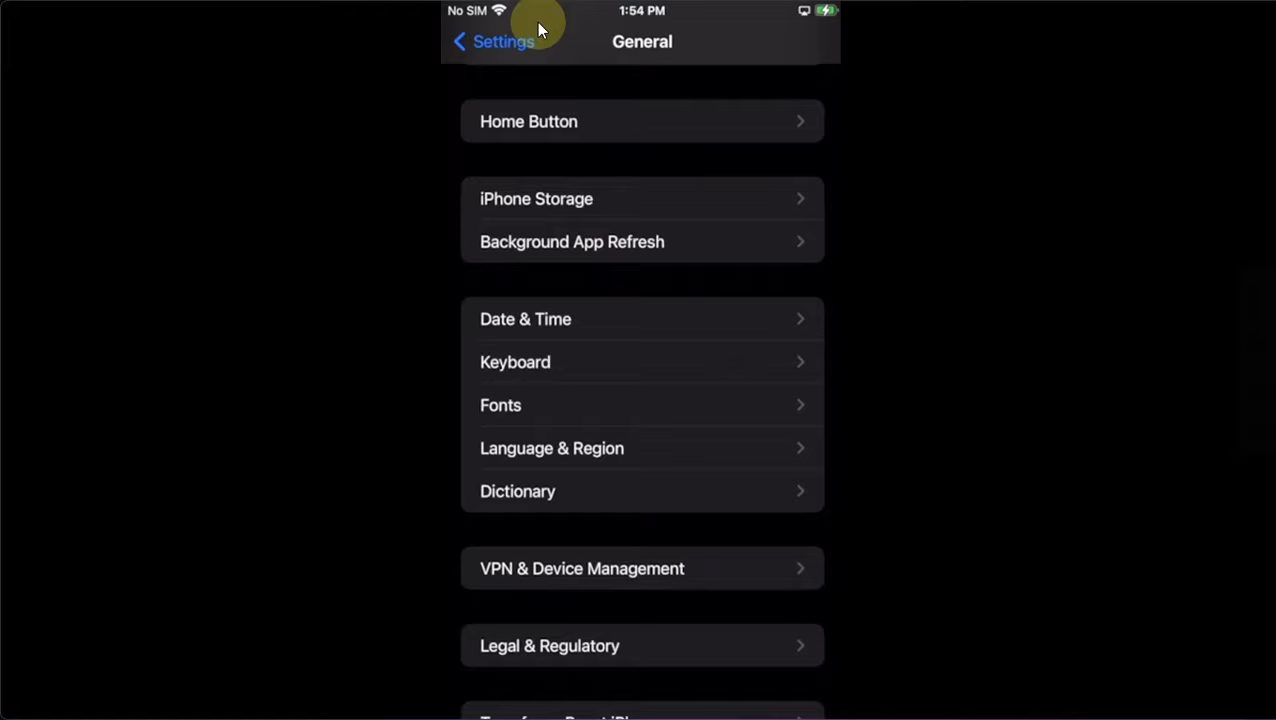 No SIM 1:54 PM
Settings General
Home Button
iPhone Storage
Background App Refresh
Date & Time
Keyboard
Fonts
Language & Region
Dictionary
VPN & Device Management
Legal & Regulatory